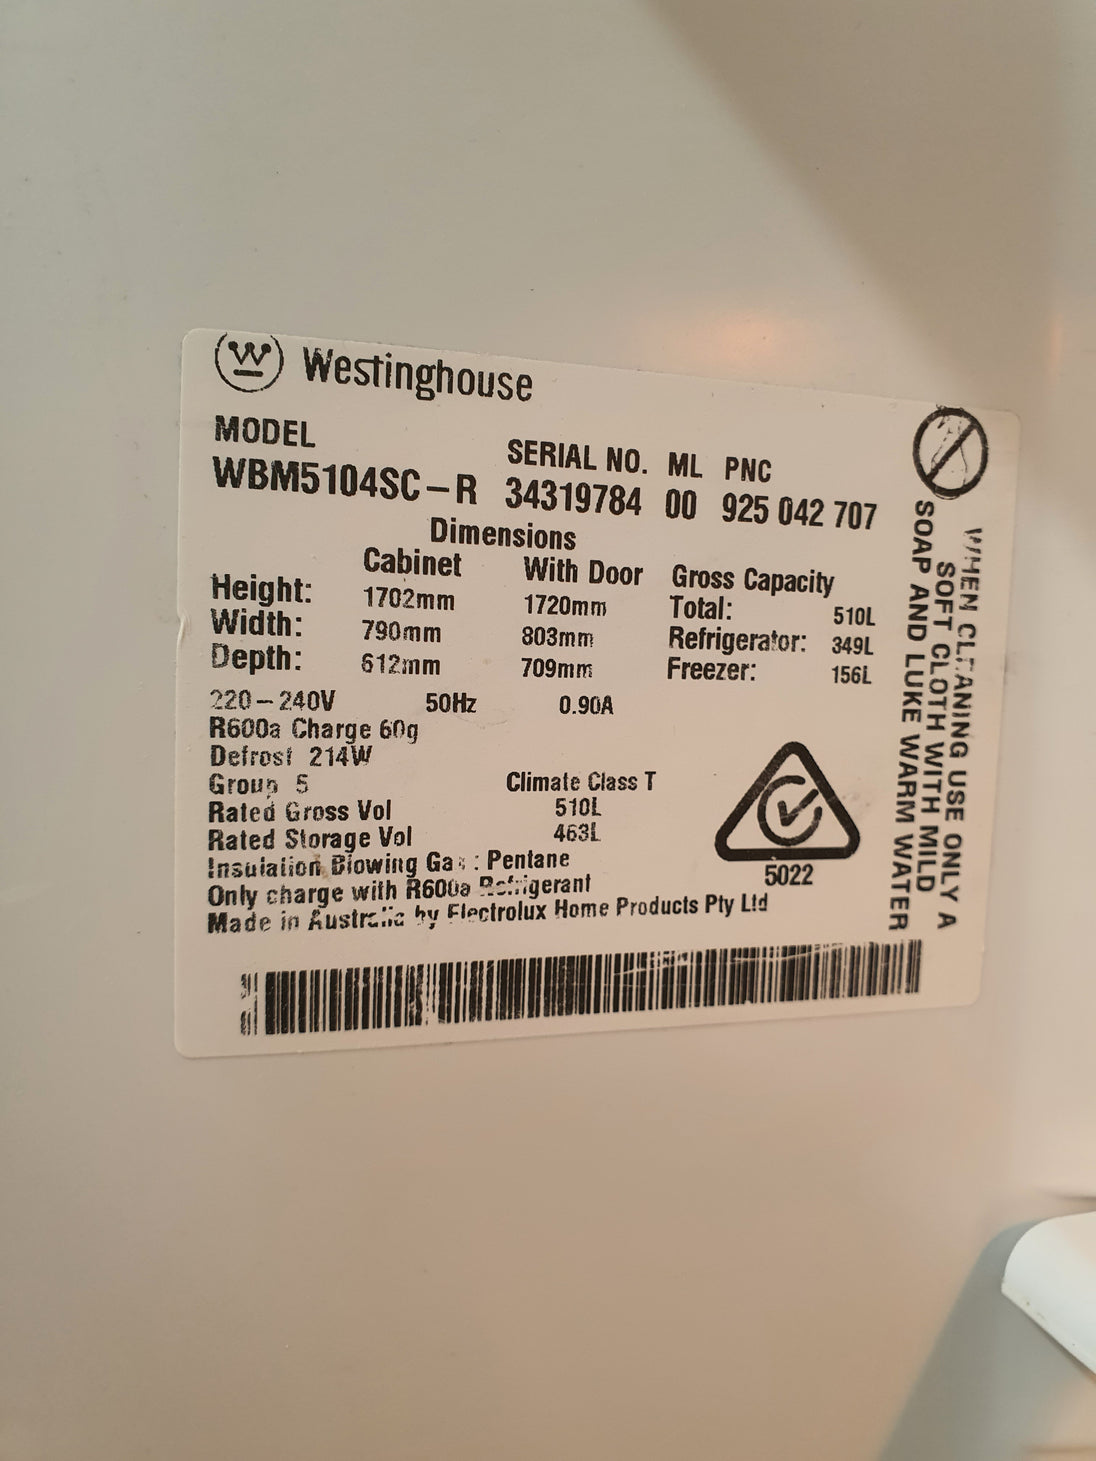 Westinghouse
MODEL SERIAL NO. ML PNC
WBM5104SC-R 34319784 00 925 042 707
Dimensions
Cabinet With Door Gross Capacity
Height: 1702mm 1720mm Total: 510L
Width: 790mm 803mm Refrigerator: 349L
Depth: 612mm 709mm Freezer: 156L
220-240V 50Hz 0.90A
R600a Charge 60g
Defrost 214W
Group 5 Climate Class T
Rated Gross Vol 510L
Rated Storage Vol 463L
Insulation Blowing Gas : Pentane
Only charge with R600a Refrigerant
Made in Australia by Electrolux Home Products Pty Ltd
5022
WHEN CLEANING USE ONLY A
SOFT CLOTH WITH MILD
SOAP AND LUKE WARM WATER